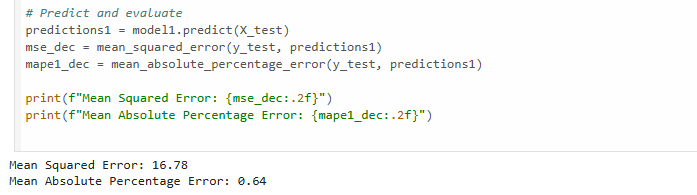 # Predict and evaluate
predictions1 = model1.predict(X_test)
mse_dec = mean_squared_error(y_test, predictions1)
mape1_dec = mean_absolute_percentage_error(y_test, predictions1)
print(f"Mean Squared Error: {mse_dec:.2f}")
print(f"Mean Absolute Percentage Error: {mape1_dec:.2f}")
Mean Squared Error: 16.78
Mean Absolute Percentage Error: 0.64